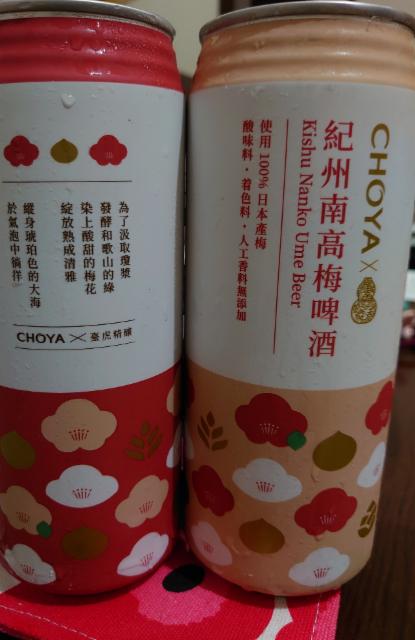 為了汲取瓊漿
發酵和歌山的綠
染上酸甜的梅花
綻放熟成清雅
縱身琥珀色的大海
於氣泡中徜徉
CHOYA × 臺虎精釀
CHOYA ×
紀州南高梅啤酒
Kishu Nanko Ume Beer
使用 100% 日本產梅
酸味料・着色料・人工香料無添加